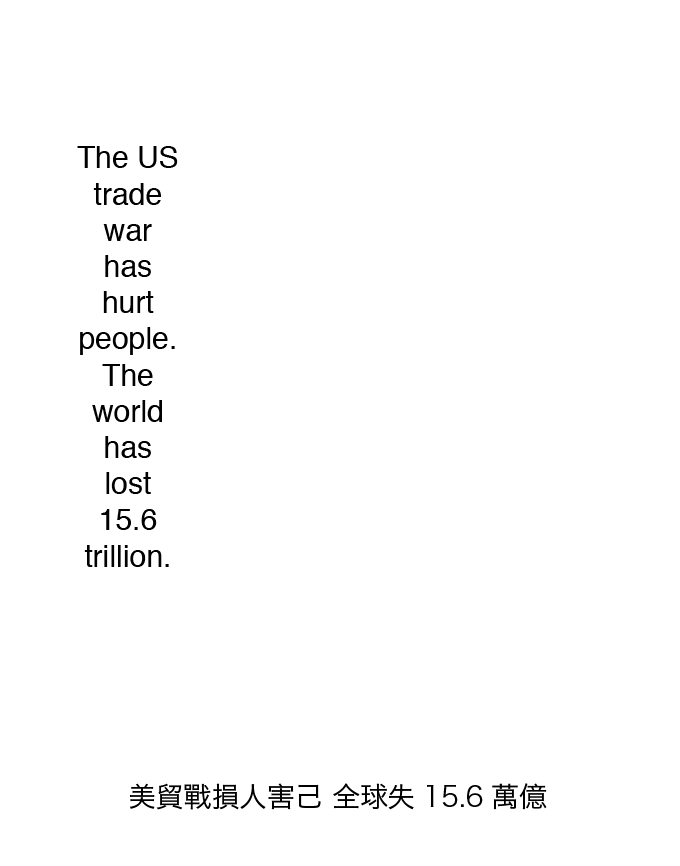 The US
trade
war
has
hurt
people.
The
world
has
lost
15.6
trillion.
美貿戰損人害己 全球失 15.6 萬億